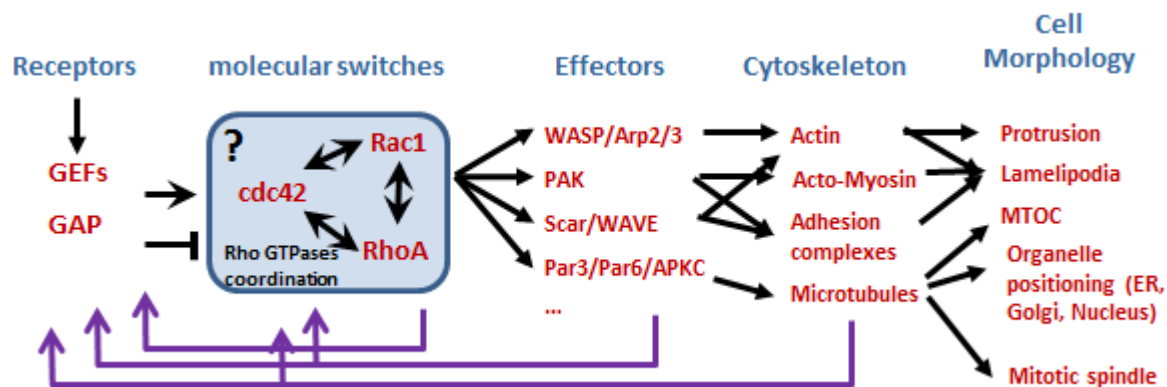 Receptors
molecular switches
Effectors
Cytoskeleton
Cell
Morphology
GEFs
GAP
?
Rac1
cdc42
RhoA
Rho GTPases
coordination
WASP/Arp2/3
PAK
Scar/WAVE
Par3/Par6/APKC
...
Actin
Acto-Myosin
Adhesion
complexes
Microtubules
Protrusion
Lamelipodia
MTOC
Organelle
positioning (ER,
Golgi, Nucleus)
Mitotic spindle